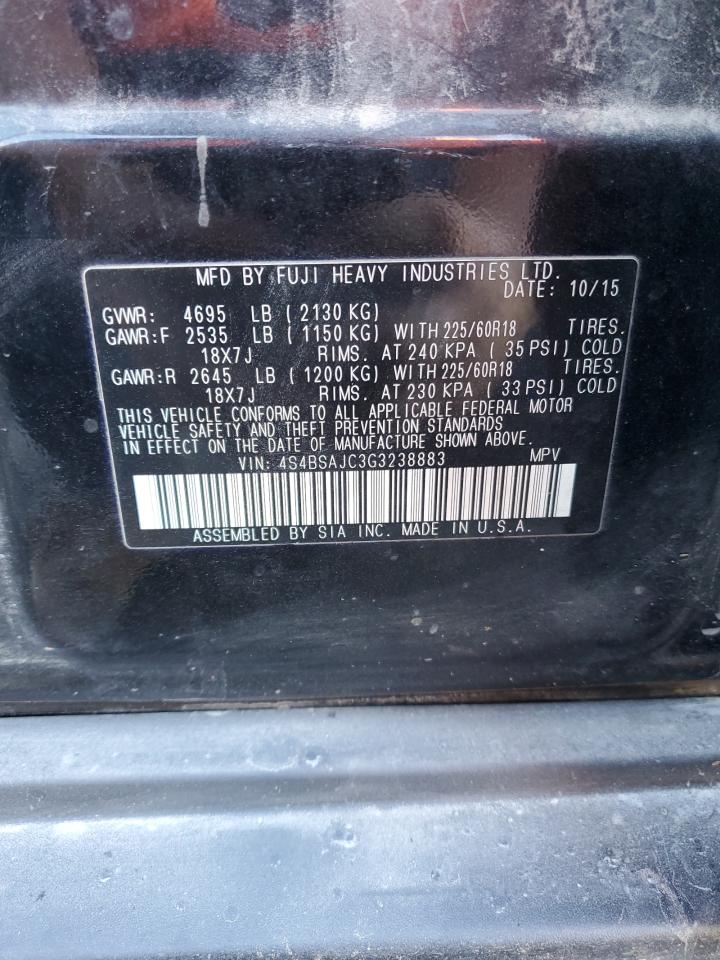 MFD BY FUJI HEAVY INDUSTRIES LTD.
DATE: 10/15
GVWR: 4695 LB ( 2130 KG)
GAWR:F 2535 LB ( 1150 KG) WITH 225/60R18 TIRES.
18X7J RIMS. AT 240 KPA ( 35 PSI) COLD
GAWR:R 2645 LB ( 1200 KG) WITH 225/60R18 TIRES.
18X7J RIMS. AT 230 KPA ( 33 PSI) COLD
THIS VEHICLE CONFORMS TO ALL APPLICABLE FEDERAL MOTOR
VEHICLE SAFETY AND THEFT PREVENTION STANDARDS
IN EFFECT ON THE DATE OF MANUFACTURE SHOWN ABOVE.
VIN: 4S4BSAJC3G3238883 MPV
ASSEMBLED BY SIA INC. MADE IN U.S.A.